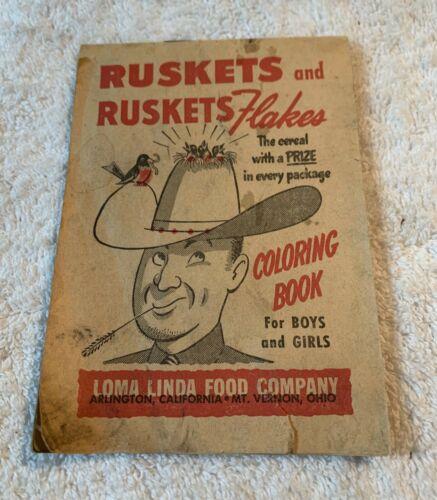 RUSKETS and
RUSKETS Flakes
The cereal
with a PRIZE
in every package
COLORING
BOOK
For BOYS
and GIRLS
LOMA LINDA FOOD COMPANY
ARLINGTON, CALIFORNIA • MT. VERNON, OHIO